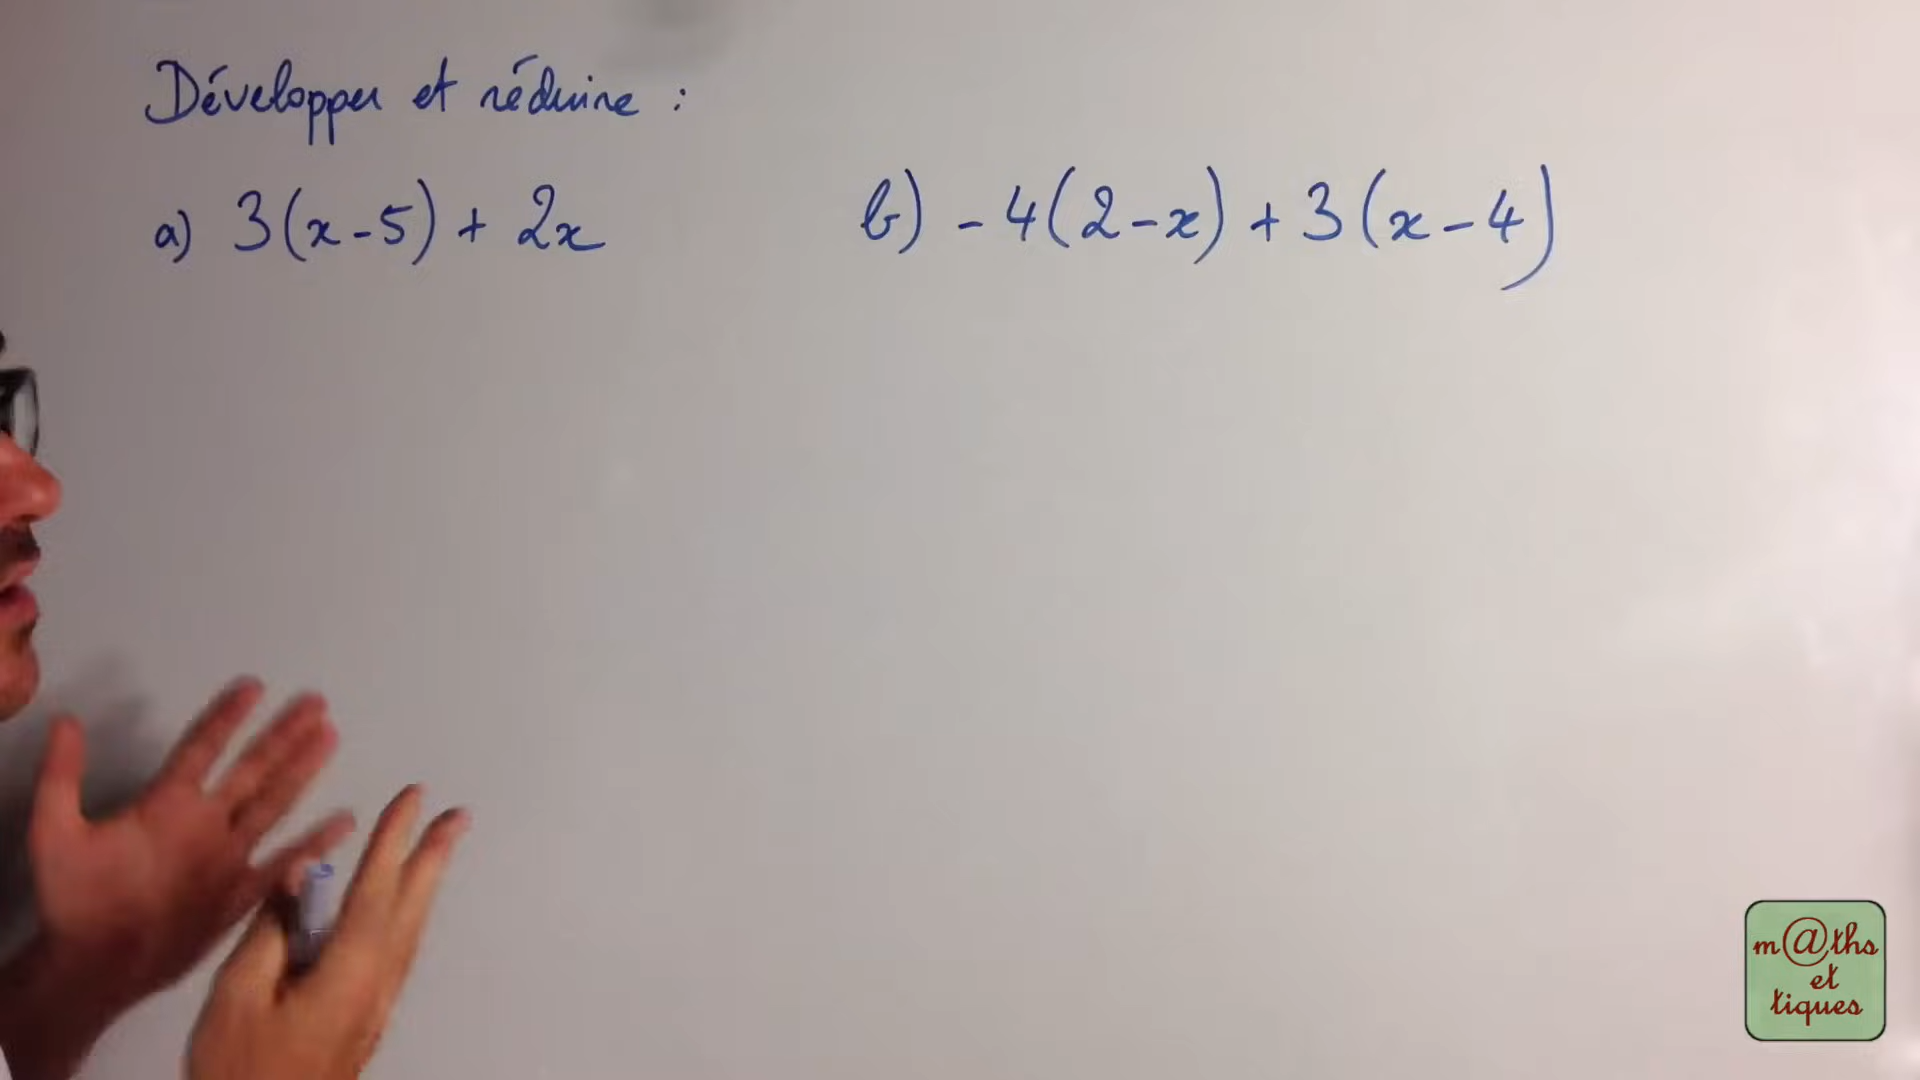 Développer et réduire :
a) 3(x-5) + 2x
b) -4(2-x) + 3(x-4)
m@ths
et
tiques